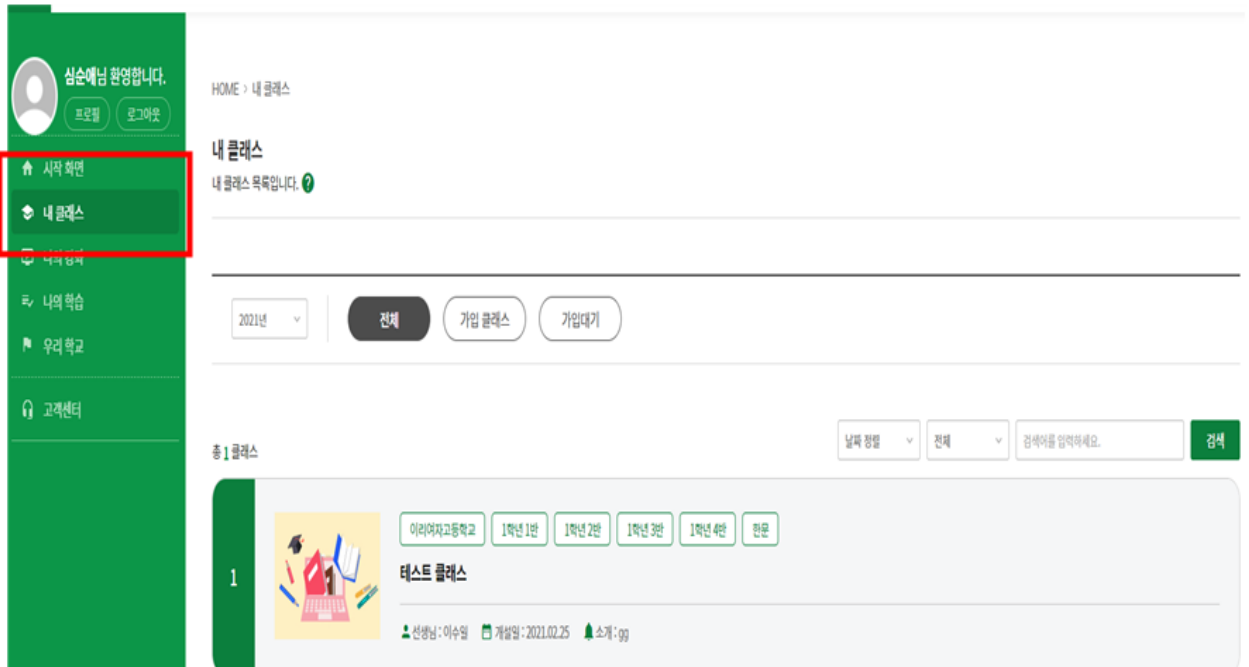 심순애님 환영합니다.
프로필 로그아웃
시작 화면
내 클래스
나의 학습
우리 학교
고객센터
HOME > 내 클래스
내 클래스
내 클래스 목록입니다. ?
2021년 전체 가입 클래스 가입대기
총 1 클래스
날짜 정렬 전체 검색어를 입력하세요. 검색
1
이리여자고등학교 1학년 1반 1학년 2반 1학년 3반 1학년 4반 한문
테스트 클래스
선생님 : 이수일 개설일 : 2021.02.25 소개 : gg